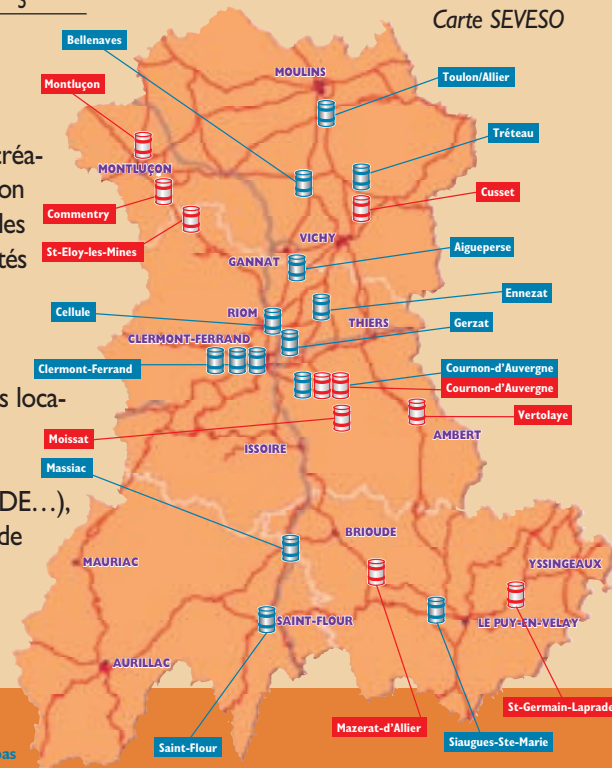 Carte SEVESO
Bellenaves
MOULINS
Toulon/Allier
Montluçon
Tréteau
créa-
MONTLUÇON
on
Commentry
Cusset
les
St-Eloy-les-Mines
VICHY
Aigueperse
tés
GANNAT
Ennezat
Cellule
RIOM
THIERS
Gerzat
CLERMONT-FERRAND
Clermont-Ferrand
Cournon-d'Auvergne
Cournon-d'Auvergne
s loca-
Vertolaye
Moissat
AMBERT
ISSOIRE
Massiac
DE…),
BRIOUDE
de
MAURIAC
YSSINGEAUX
SAINT-FLOUR
LE PUY-EN-VELAY
AURILLAC
St-Germain-Laprade
Mazerat-d'Allier
Siaugues-Ste-Marie
Saint-Flour
bas